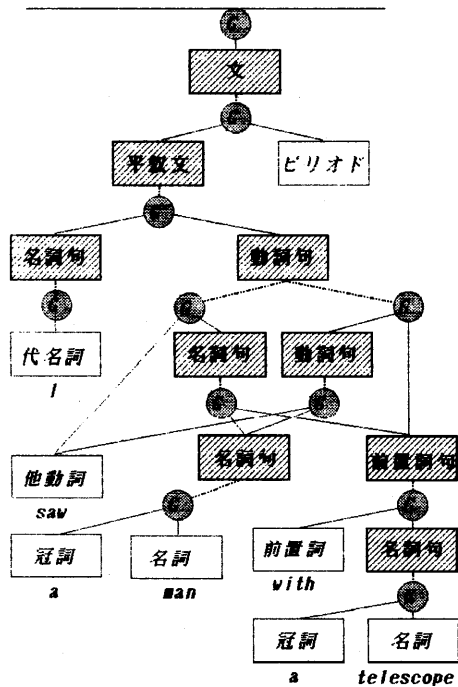 文
平叙文 ピリオド
名詞句 動詞句
代名詞 名詞句 動詞句
I
他動詞 名詞句 前置詞句
saw
冠詞 名詞 前置詞 名詞句
a man with
冠詞 名詞
a telescope